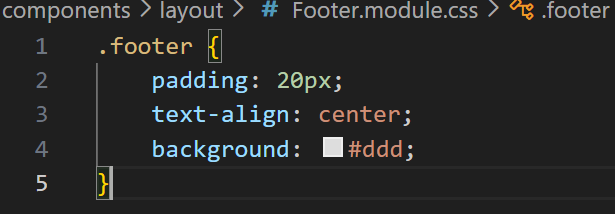 components > layout > # Footer.module.css > .footer
1 .footer {
2     padding: 20px;
3     text-align: center;
4     background: #ddd;
5 }